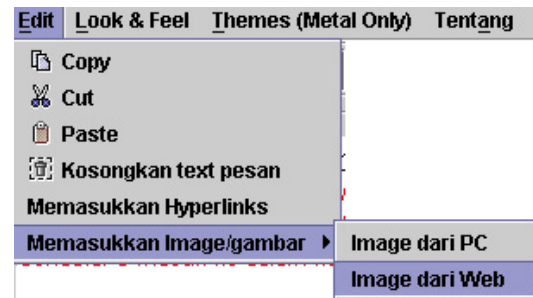 Edit Look & Feel Themes (Metal Only) Tentang
Copy
Cut
Paste
Kosongkan text pesan
Memasukkan Hyperlinks
Memasukkan Image/gambar
Image dari PC
Image dari Web